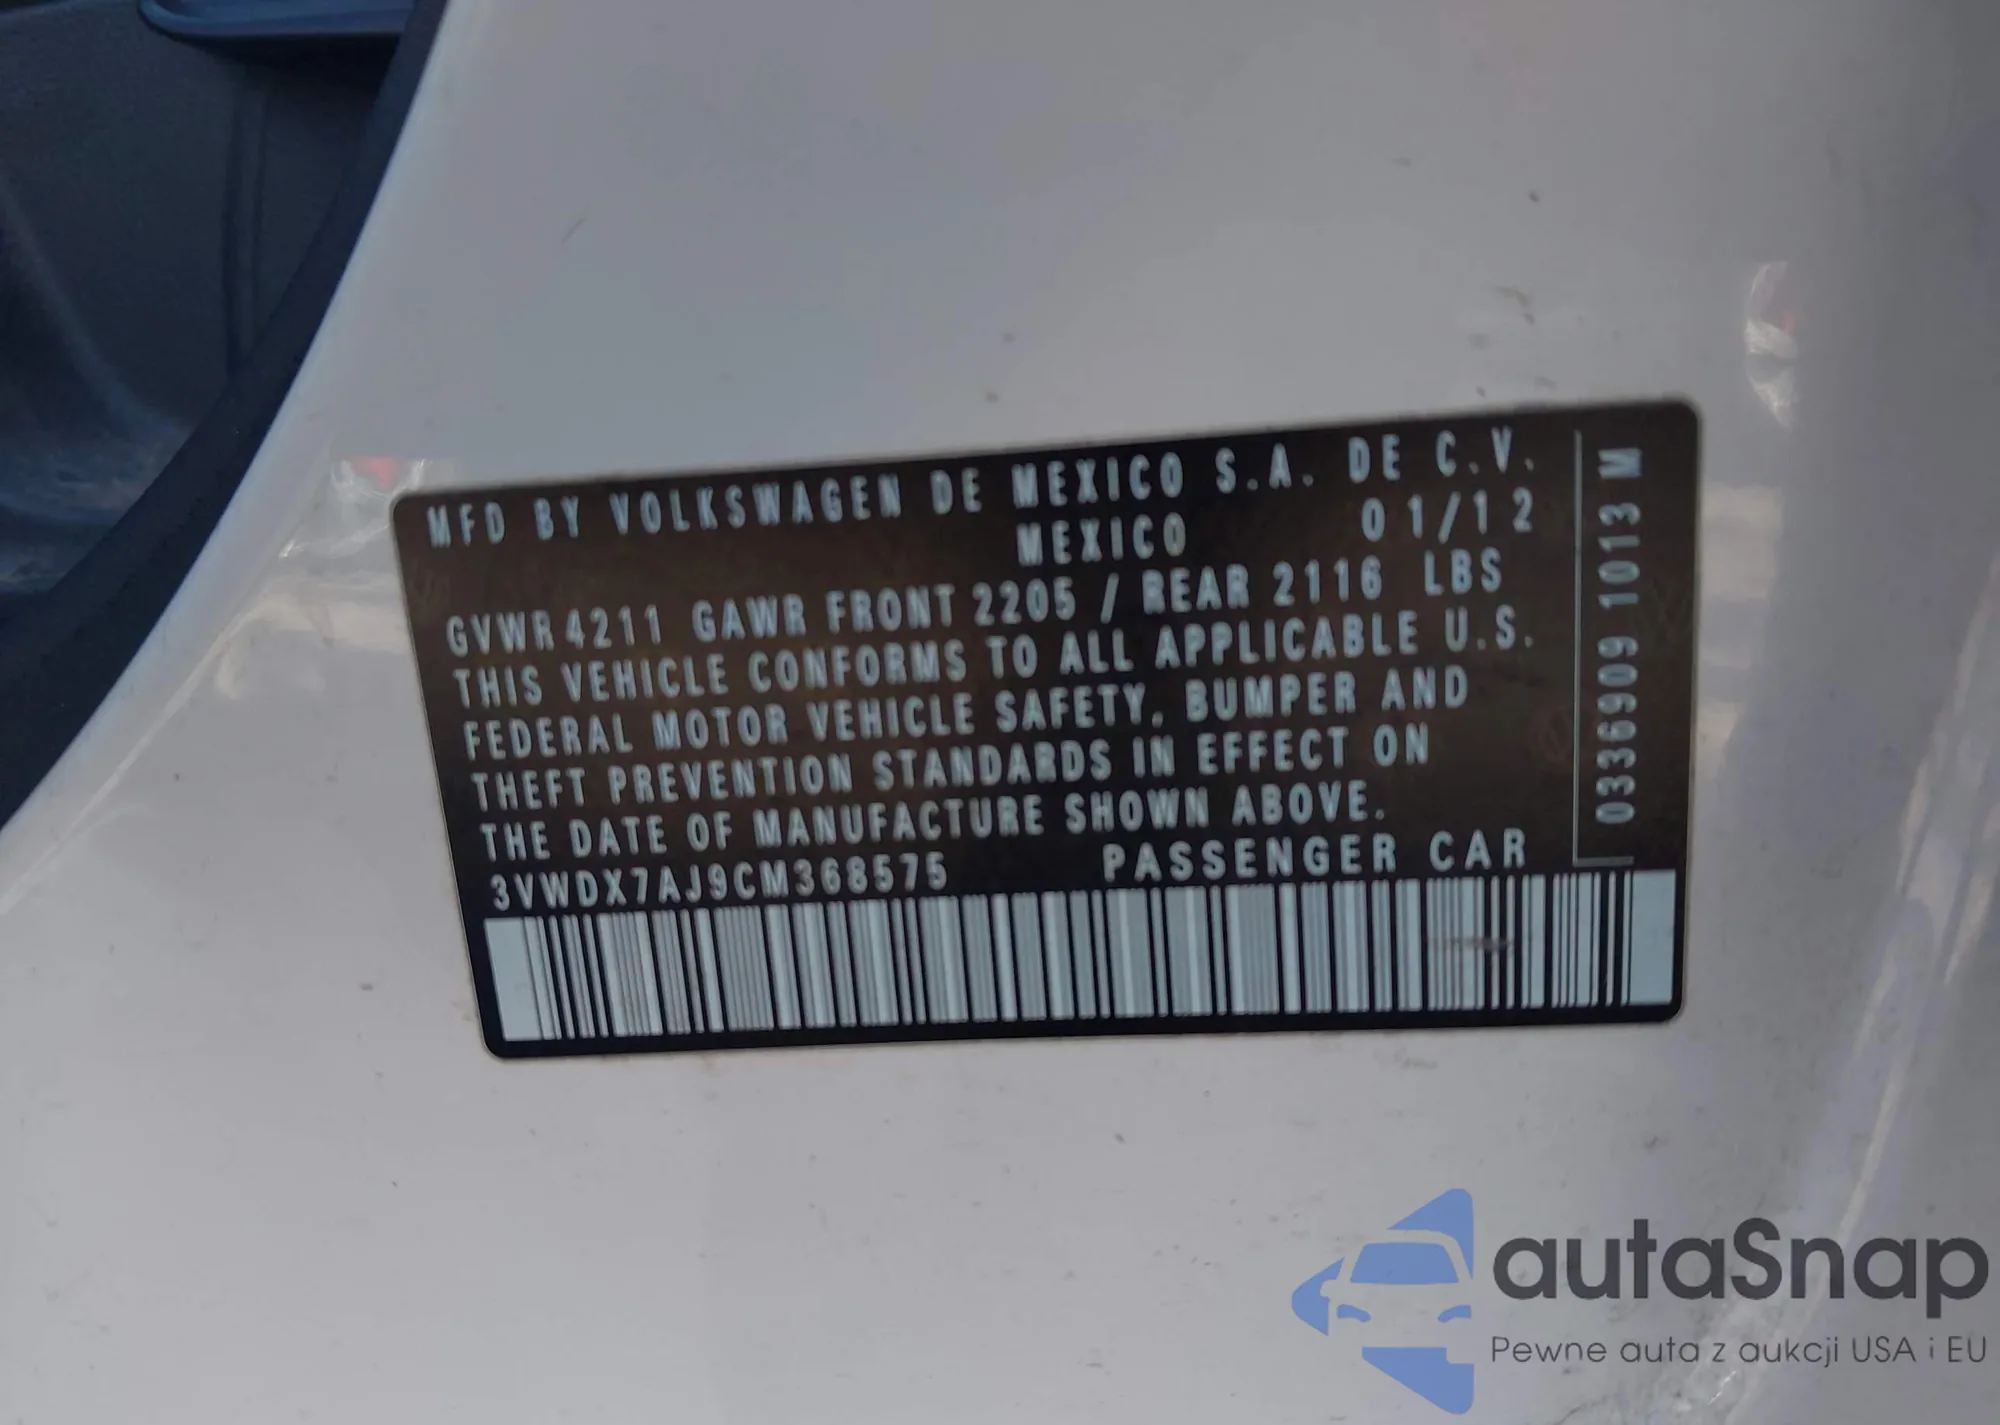 MFD BY VOLKSWAGEN DE MEXICO S.A. DE C.V.
MEXICO 01/12
GVWR 4211 GAWR FRONT 2205 / REAR 2116 LBS
THIS VEHICLE CONFORMS TO ALL APPLICABLE U.S.
FEDERAL MOTOR VEHICLE SAFETY, BUMPER AND
THEFT PREVENTION STANDARDS IN EFFECT ON
THE DATE OF MANUFACTURE SHOWN ABOVE.
3VWDX7AJ9CM368575 PASSENGER CAR
0336909 1013 M
autaSnap
Pewne auta z aukcji USA i EU